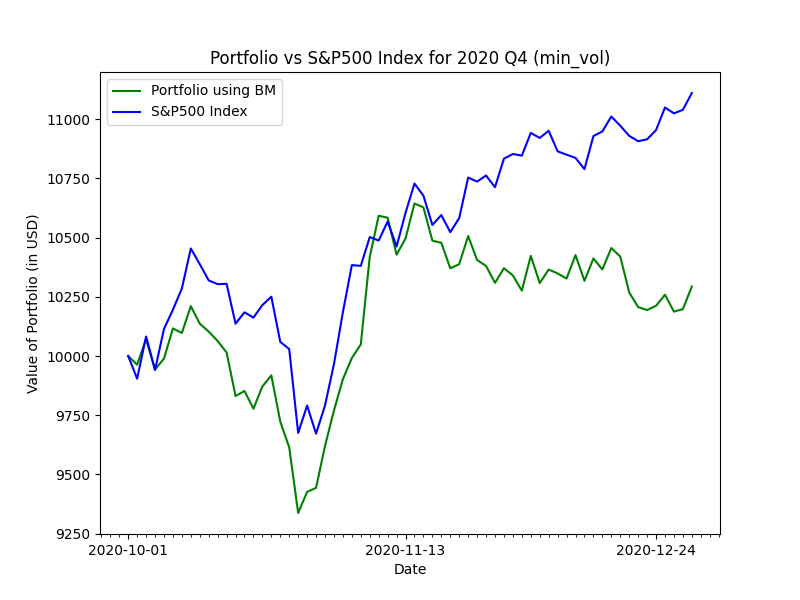 Portfolio vs S&P500 Index for 2020 Q4 (min_vol)
Portfolio using BM
S&P500 Index
11000
10750
10500
10250
10000
9750
9500
9250
Value of Portfolio (in USD)
2020-10-01
2020-11-13
2020-12-24
Date